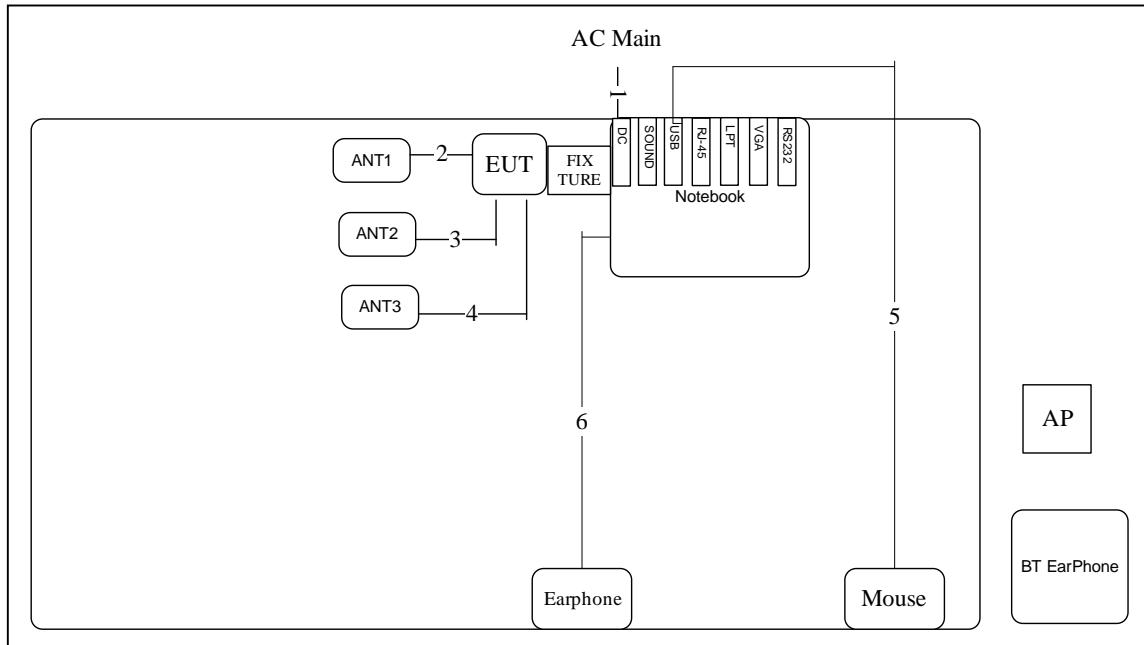 AC Main
1
DC
SOUND
USB
RJ-45
LPT
VGA
RS232
Notebook
ANT1
2
EUT
FIX
TURE
ANT2
3
ANT3
4
5
6
AP
BT EarPhone
Earphone
Mouse